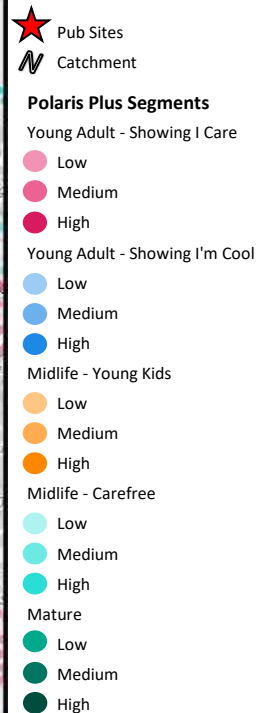 Pub Sites
Catchment
Polaris Plus Segments
Young Adult - Showing I Care
Low
Medium
High
Young Adult - Showing I'm Cool
Low
Medium
High
Midlife - Young Kids
Low
Medium
High
Midlife - Carefree
Low
Medium
High
Mature
Low
Medium
High